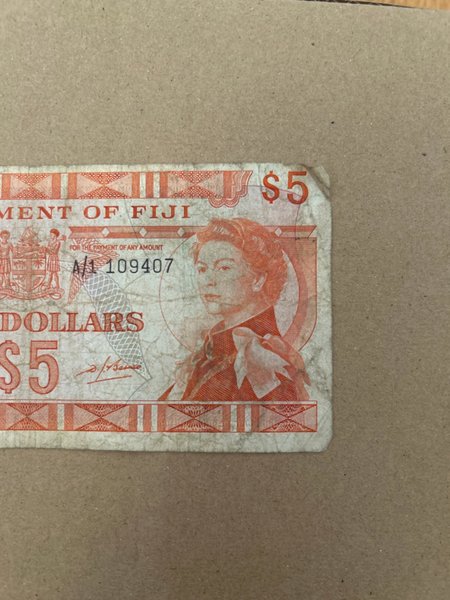 $5
MENT OF FIJI
FOR THE PAYMENT OF ANY AMOUNT
A/1 109407
DOLLARS
$5